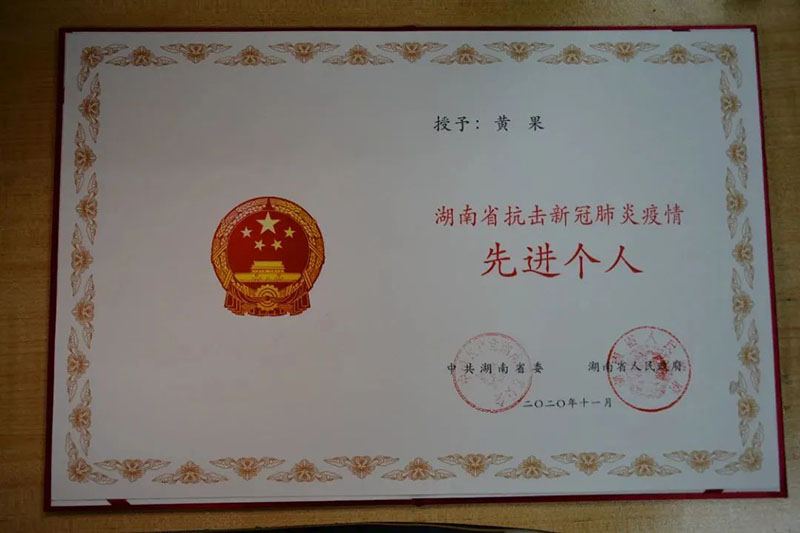 授予：黄 果
湖南省抗击新冠肺炎疫情
先进个人
中共湖南省委 湖南省人民政府
二〇二〇年十一月